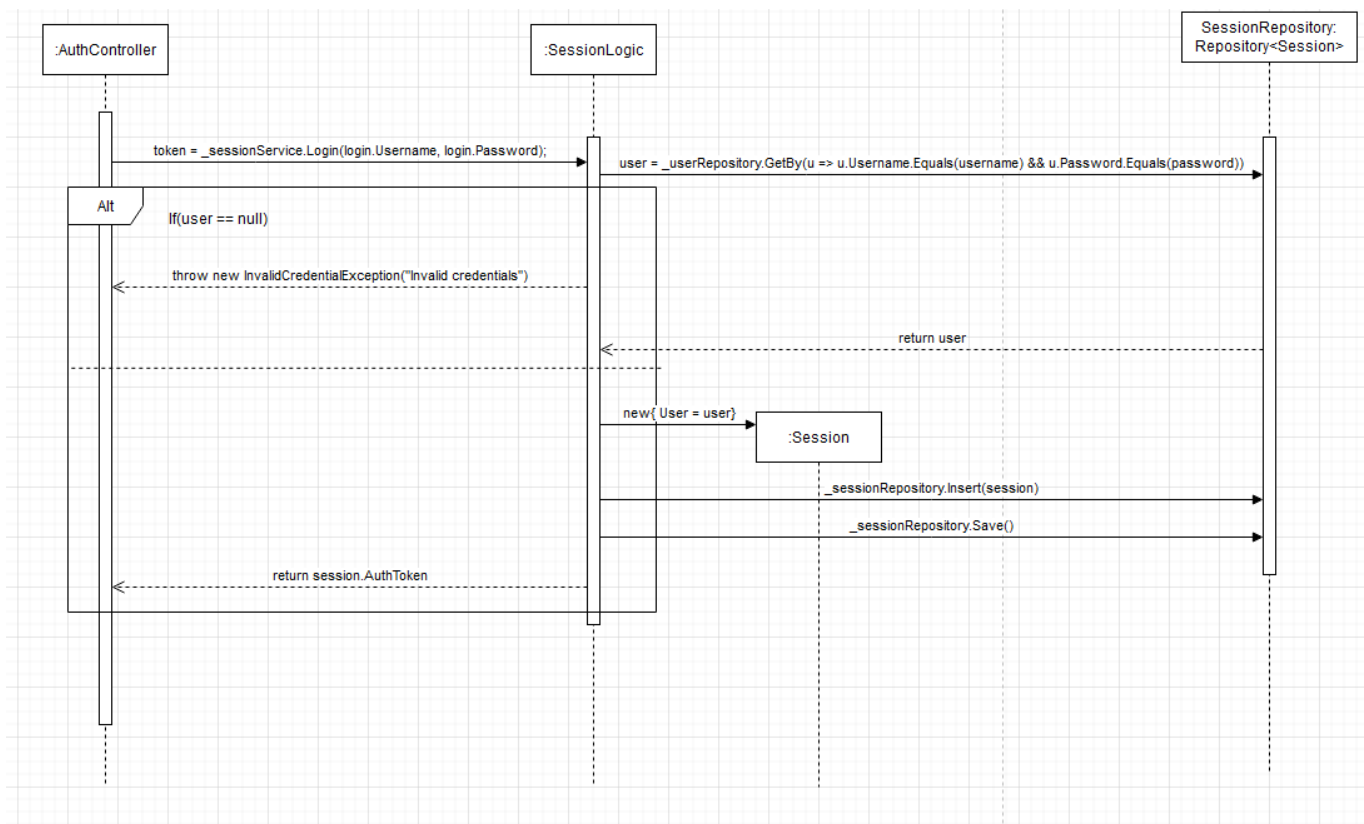 :AuthController
:SessionLogic
SessionRepository:
Repository<Session>
token = _sessionService.Login(login.Username, login.Password);
user = _userRepository.GetBy(u => u.Username.Equals(username) && u.Password.Equals(password))
Alt
If(user == null)
throw new InvalidCredentialException("Invalid credentials")
return user
new{ User = user}
:Session
_sessionRepository.Insert(session)
_sessionRepository.Save()
return session.AuthToken